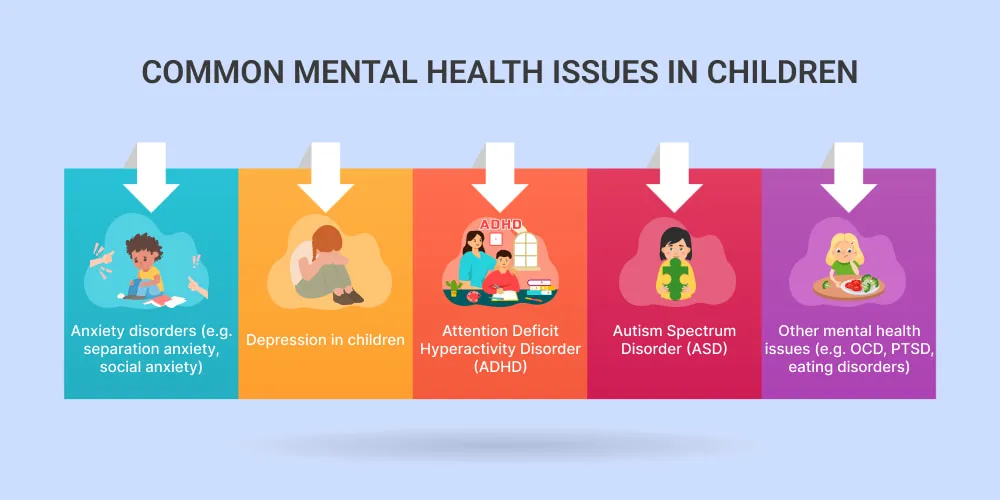 COMMON MENTAL HEALTH ISSUES IN CHILDREN
Anxiety disorders (e.g.
separation anxiety,
social anxiety)
Depression in children
ADHD
Attention Deficit
Hyperactivity Disorder
(ADHD)
Autism Spectrum
Disorder (ASD)
Other mental health
issues (e.g. OCD, PTSD,
eating disorders)